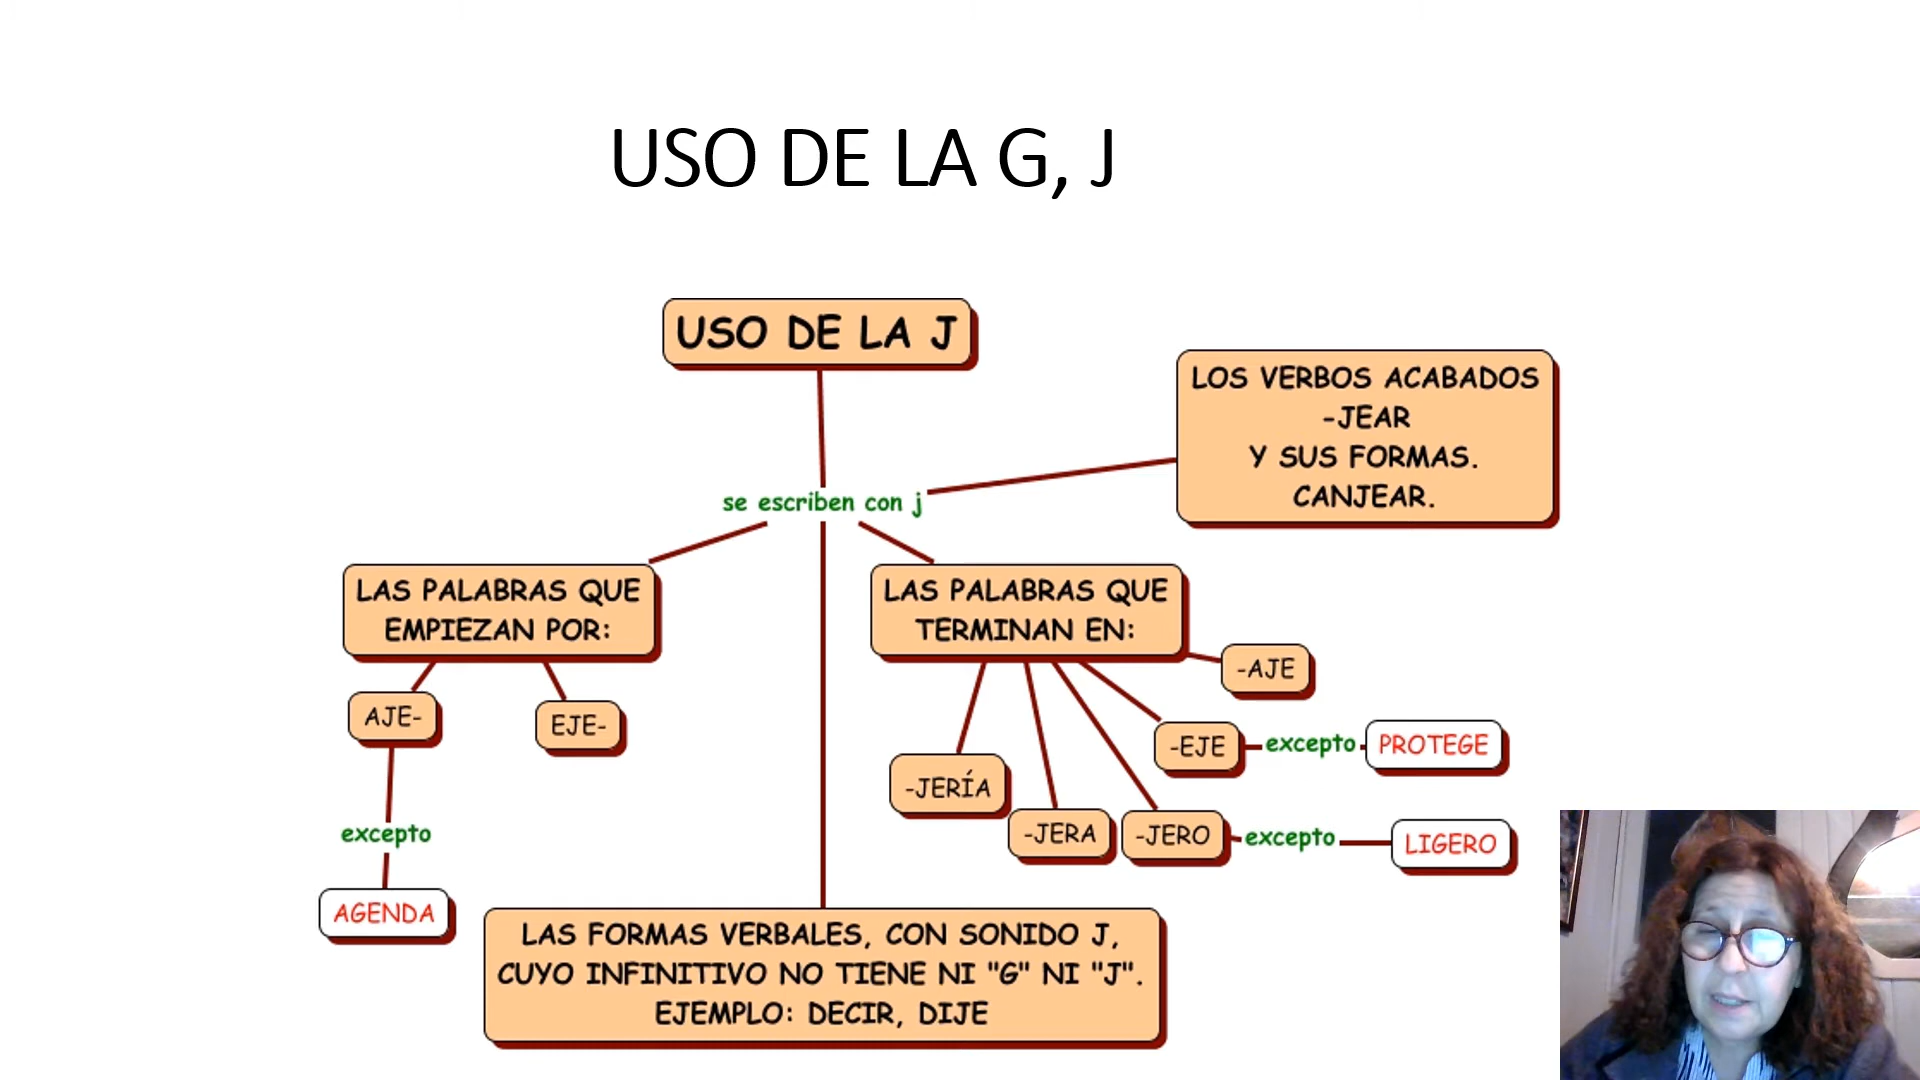 USO DE LA G, J
USO DE LA J
LOS VERBOS ACABADOS
-JEAR
Y SUS FORMAS.
CANJEAR.
se escriben con j
LAS PALABRAS QUE
EMPIEZAN POR:
LAS PALABRAS QUE
TERMINAN EN:
AJE-
EJE-
excepto
AGENDA
-AJE
-EJE
excepto
PROTEGE
-JERÍA
-JERA
-JERO
excepto
LIGERO
LAS FORMAS VERBALES, CON SONIDO J,
CUYO INFINITIVO NO TIENE NI "G" NI "J".
EJEMPLO: DECIR, DIJE